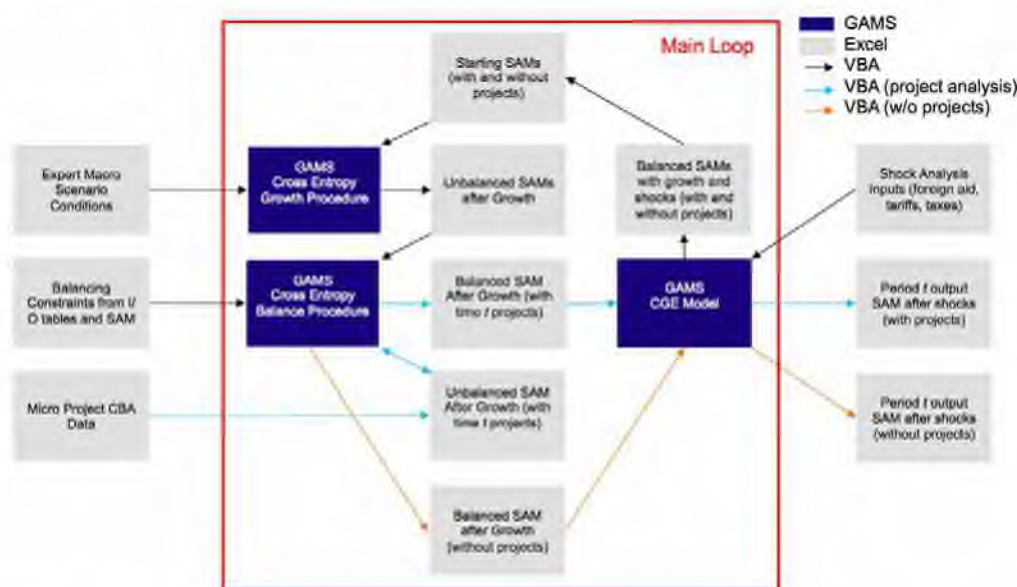 GAMS
Excel
VBA
VBA (project analysis)
VBA (w/o projects)
Main Loop
Starting SAMs
(with and without
projects)
Expert Macro
Scenario
Conditions
GAMS
Cross Entropy
Growth Procedure
Unbalanced SAMs
after Growth
Balanced SAMs
with growth and
shocks (with and
without projects)
Shock Analysis
Inputs (foreign aid,
tariffs, taxes)
Balancing
Constraints from I/
O tables and SAM
GAMS
Cross Entropy
Balance Procedure
Balanced SAM
After Growth (with
time t projects)
GAMS
CGE Model
Period t output
SAM after shocks
(with projects)
Micro Project CBA
Data
Unbalanced SAM
After Growth (with
time t projects)
Period t output
SAM after shocks
(without projects)
Balanced SAM
after Growth
(without projects)